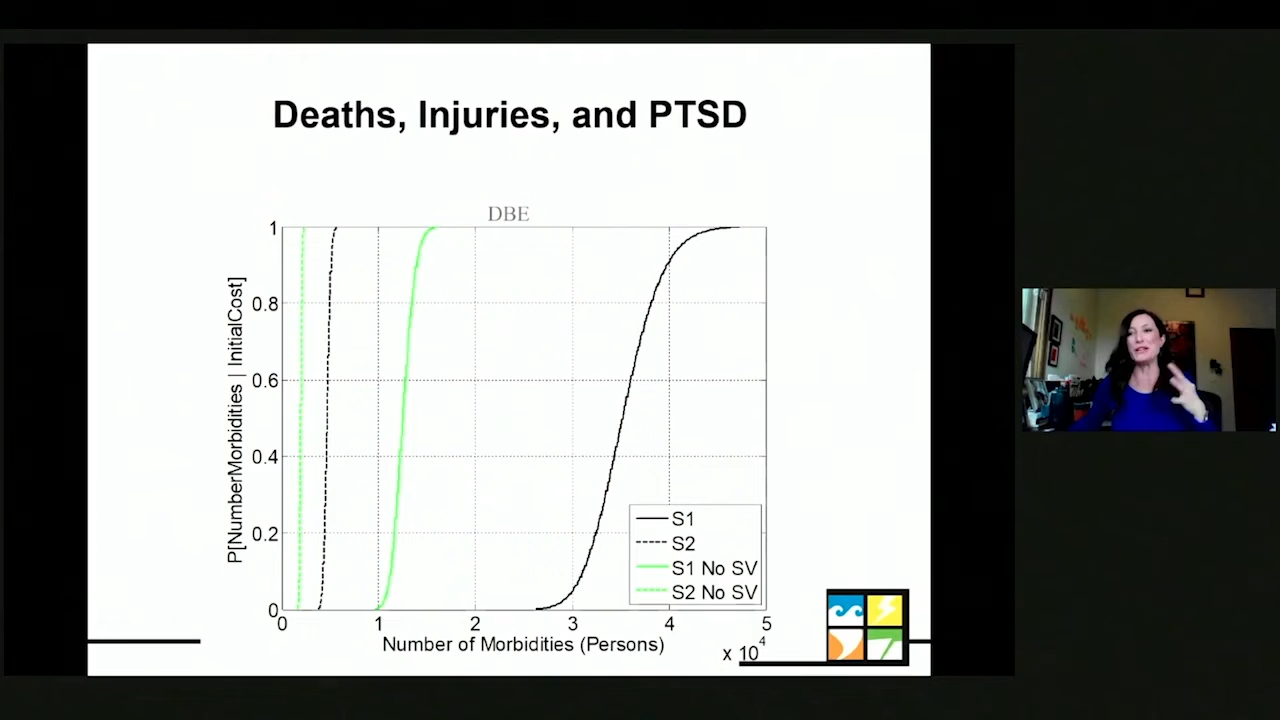 Deaths, Injuries, and PTSD
DBE
P[NumberMorbidities | InitialCost]
1
0.8
0.6
0.4
0.2
0
0 1 2 3 4 5
Number of Morbidities (Persons)
x 10^4
S1
S2
S1 No SV
S2 No SV